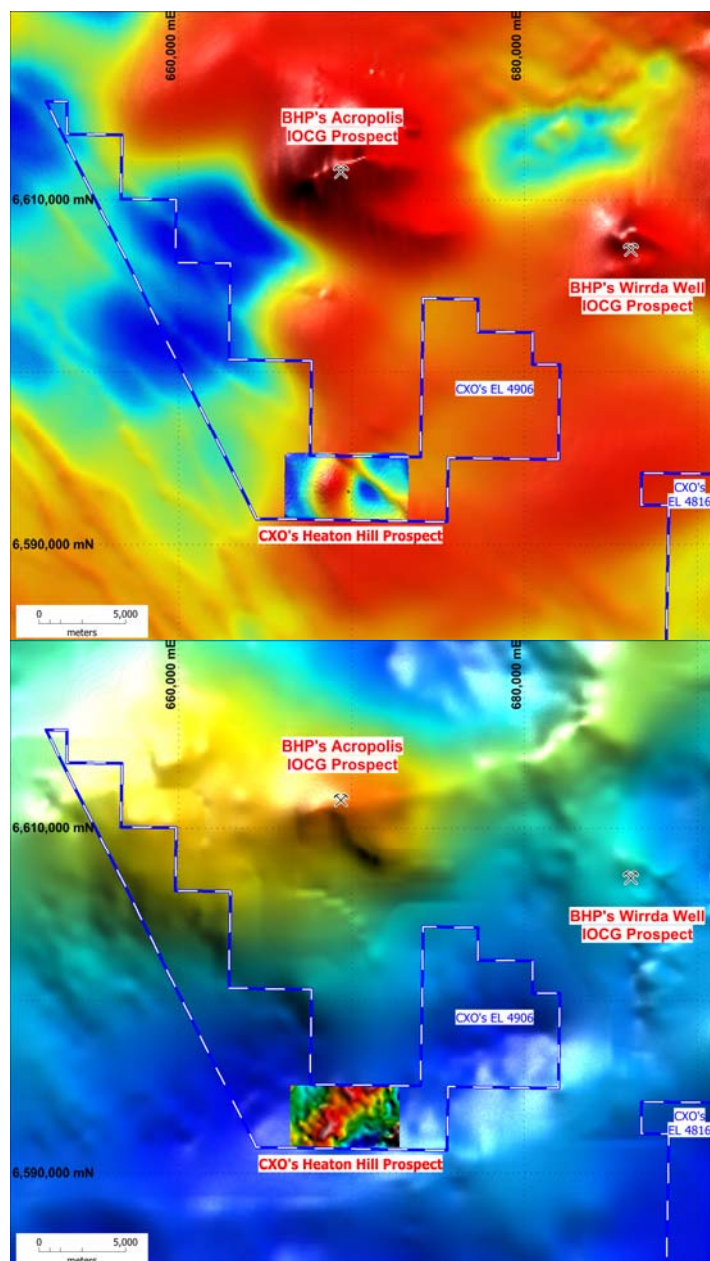 660,000 mE
680,000 mE
BHP's Acropolis
IOCG Prospect
6,610,000 mN
BHP's Wirrda Well
IOCG Prospect
CXO's EL 4906
CXO's
EL 4816
6,590,000 mN
CXO's Heaton Hill Prospect
0 5,000
meters
660,000 mE
680,000 mE
BHP's Acropolis
IOCG Prospect
6,610,000 mN
BHP's Wirrda Well
IOCG Prospect
CXO's EL 4906
CXO's
EL 4816
CXO's Heaton Hill Prospect
6,590,000 mN
0 5,000
meters